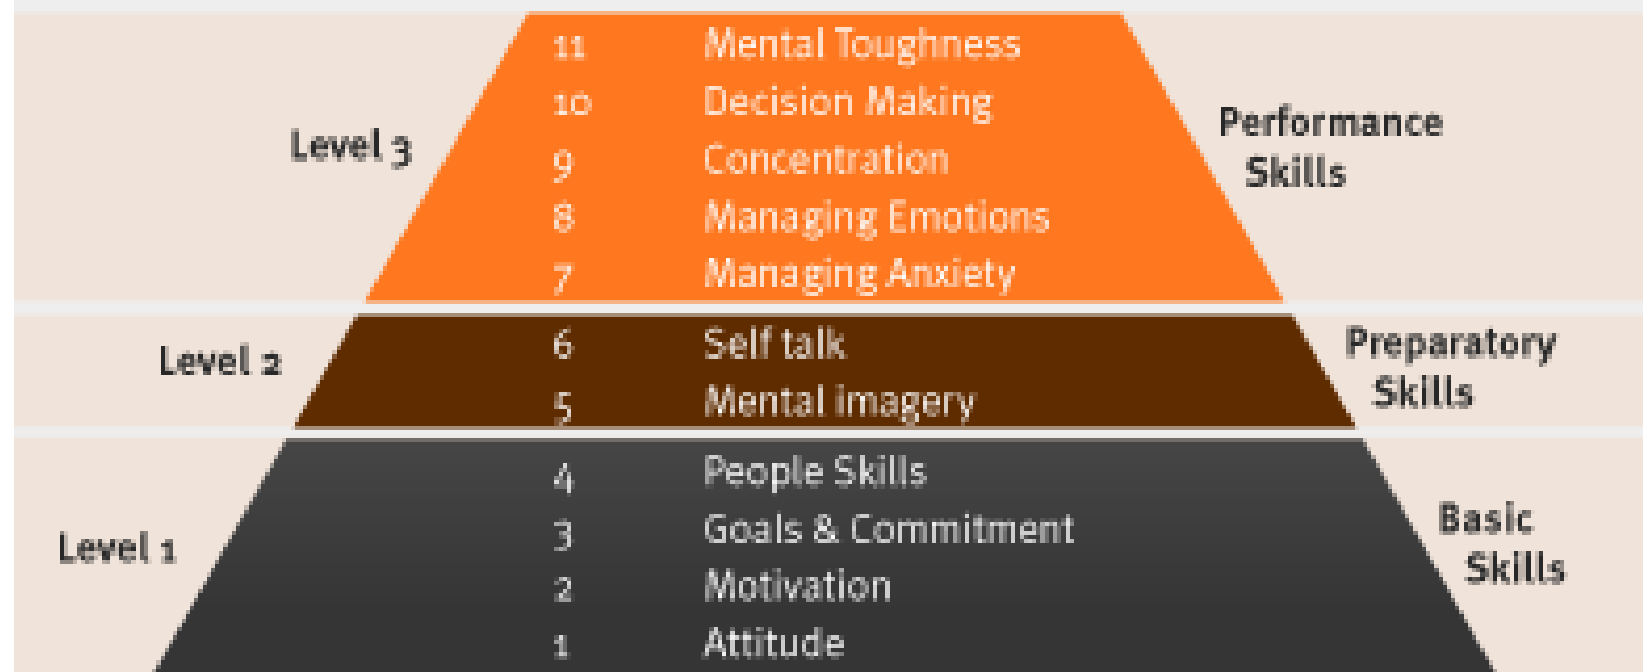 11 Mental Toughness
10 Decision Making
9 Concentration
8 Managing Emotions
7 Managing Anxiety
Level 3
Performance
Skills
6 Self talk
5 Mental imagery
Level 2
Preparatory
Skills
4 People Skills
3 Goals & Commitment
2 Motivation
1 Attitude
Level 1
Basic
Skills